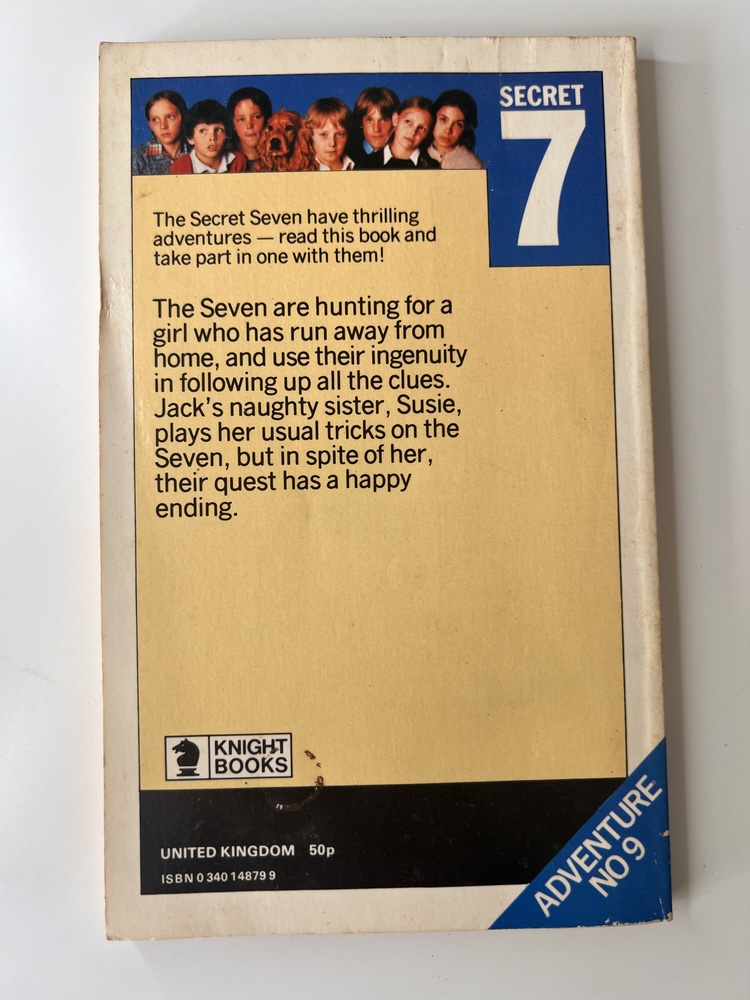 SECRET
7
The Secret Seven have thrilling
adventures — read this book and
take part in one with them!
The Seven are hunting for a
girl who has run away from
home, and use their ingenuity
in following up all the clues.
Jack's naughty sister, Susie,
plays her usual tricks on the
Seven, but in spite of her,
their quest has a happy
ending.
KNIGHT
BOOKS
UNITED KINGDOM 50p
ISBN 0 340 14879 9
ADVENTURE
NO 9